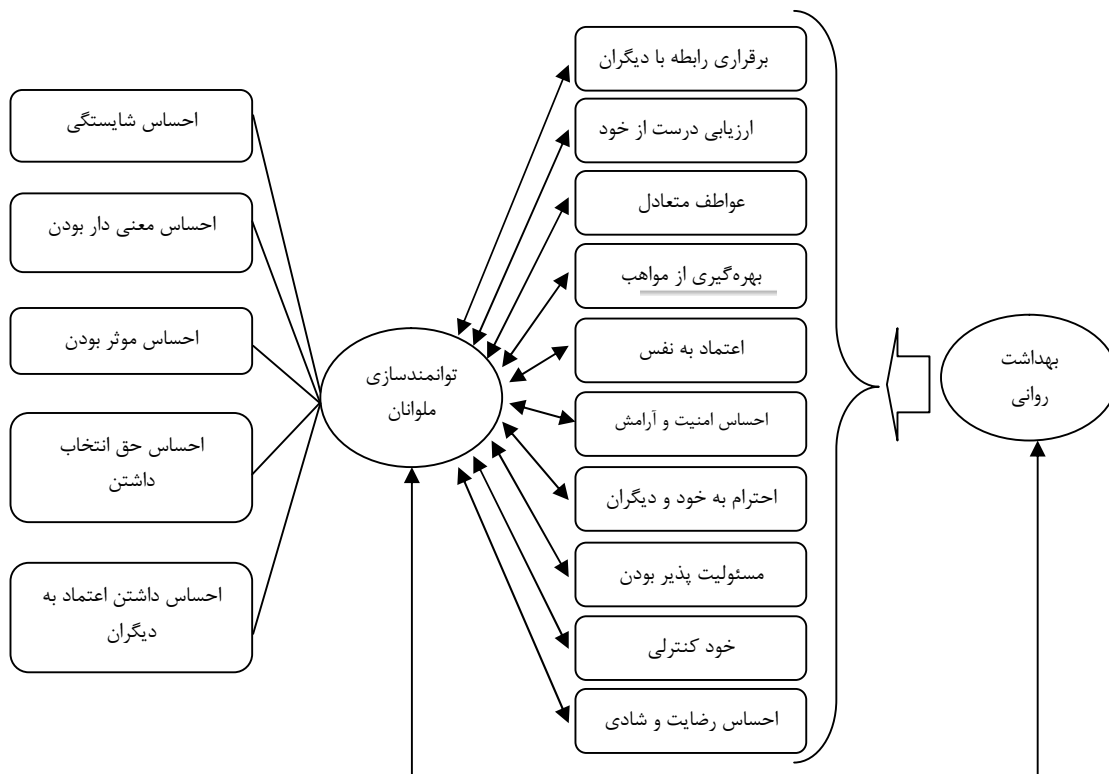 بهداشت
روانی
برقراری رابطه با دیگران
ارزیابی درست از خود
عواطف متعادل
بهره‌گیری از مواهب
اعتماد به نفس
احساس امنیت و آرامش
احترام به خود و دیگران
مسئولیت پذیر بودن
خود کنترلی
احساس رضایت و شادی
توانمندسازی
ملوانان
احساس شایستگی
احساس معنی دار بودن
احساس موثر بودن
احساس حق انتخاب
داشتن
احساس داشتن اعتماد به
دیگران